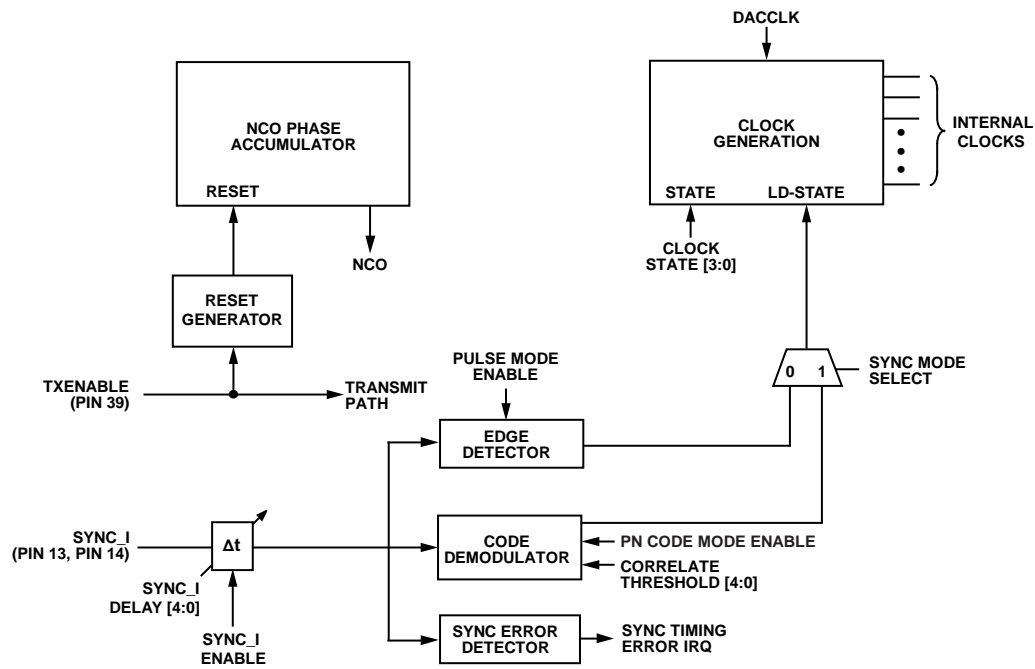 DACCLK
NCO PHASE
ACCUMULATOR
RESET
CLOCK
GENERATION
STATE
LD-STATE
INTERNAL
CLOCKS
NCO
CLOCK
STATE [3:0]
RESET
GENERATOR
TXENABLE
(PIN 39)
TRANSMIT
PATH
PULSE MODE
ENABLE
0 1
SYNC MODE
SELECT
EDGE
DETECTOR
SYNC_I
(PIN 13, PIN 14)
Δt
CODE
DEMODULATOR
PN CODE MODE ENABLE
CORRELATE
THRESHOLD [4:0]
SYNC_I
DELAY [4:0]
SYNC_I
ENABLE
SYNC ERROR
DETECTOR
SYNC TIMING
ERROR IRQ